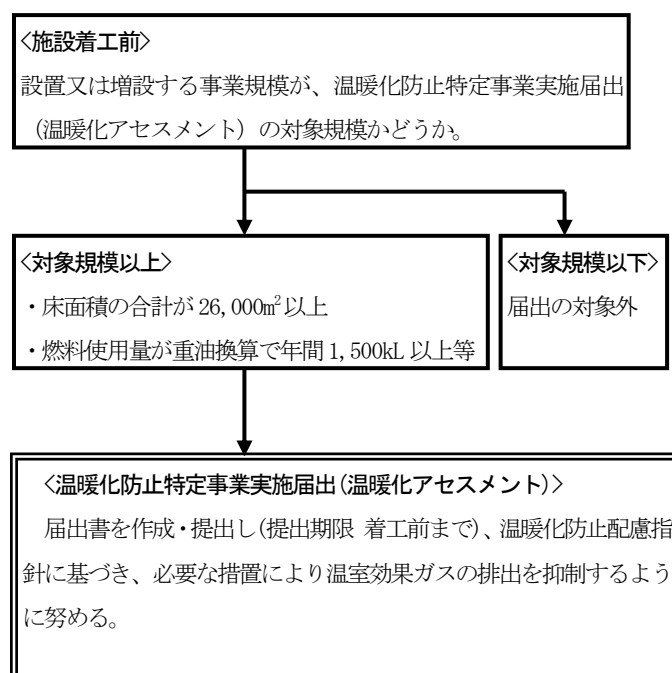 <施設着工前>
設置又は増設する事業規模が、温暖化防止特定事業実施届出
（温暖化アセスメント）の対象規模かどうか。
<対象規模以上>
・床面積の合計が 26,000㎡以上
・燃料使用量が重油換算で年間 1,500kL 以上等
<対象規模以下>
届出の対象外
<温暖化防止特定事業実施届出(温暖化アセスメント)>
届出書を作成・提出し(提出期限 着工前まで)、温暖化防止配慮指
針に基づき、必要な措置により温室効果ガスの排出を抑制するよう
に努める。